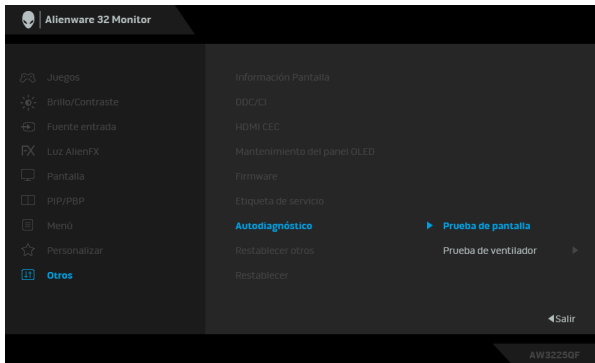 Alienware 32 Monitor
Juegos
Brillo/Contraste
Fuente entrada
FX Luz AlienFX
Pantalla
PIP/PBP
Menú
Personalizar
Otros
Información Pantalla
DDC/CI
HDMI CEC
Mantenimiento del panel OLED
Firmware
Etiqueta de servicio
Autodiagnóstico
Restablecer otros
Restablecer
Prueba de pantalla
Prueba de ventilador
Salir
AW3225QF